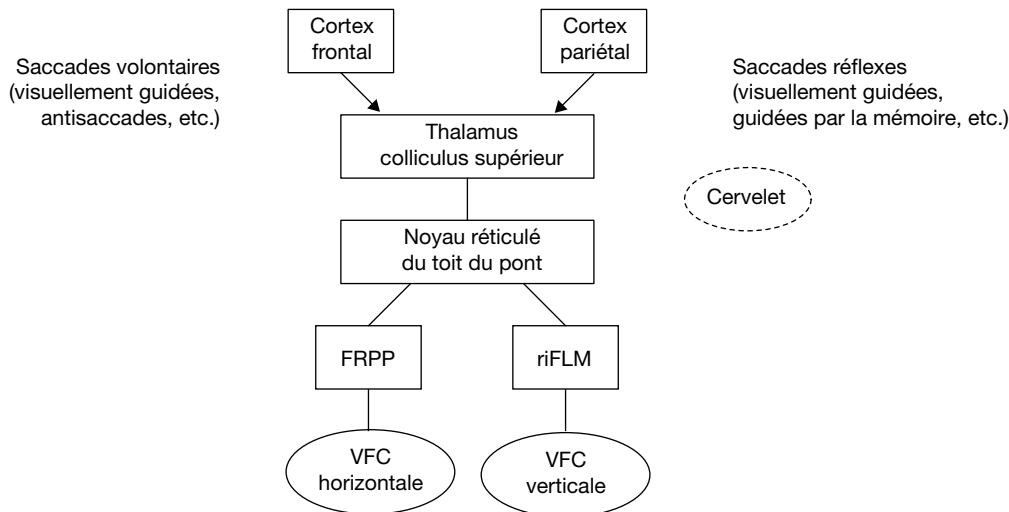 Cortex
frontal
Cortex
pariétal
Saccades volontaires
(visuellement guidées,
antisaccades, etc.)
Saccades réflexes
(visuellement guidées,
guidées par la mémoire, etc.)
Thalamus
colliculus supérieur
Cervelet
Noyau réticulé
du toit du pont
FRPP
riFLM
VFC
horizontale
VFC
verticale